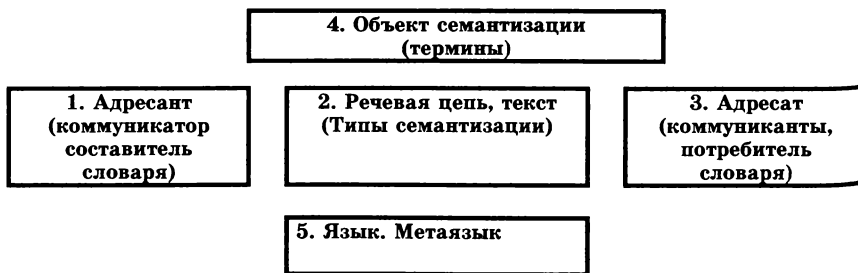 4. Объект семантизации
(термины)
1. Адресант
(коммуникатор
составитель
словаря)
2. Речевая цепь, текст
(Типы семантизации)
3. Адресат
(коммуниканты,
потребитель
словаря)
5. Язык. Метаязык